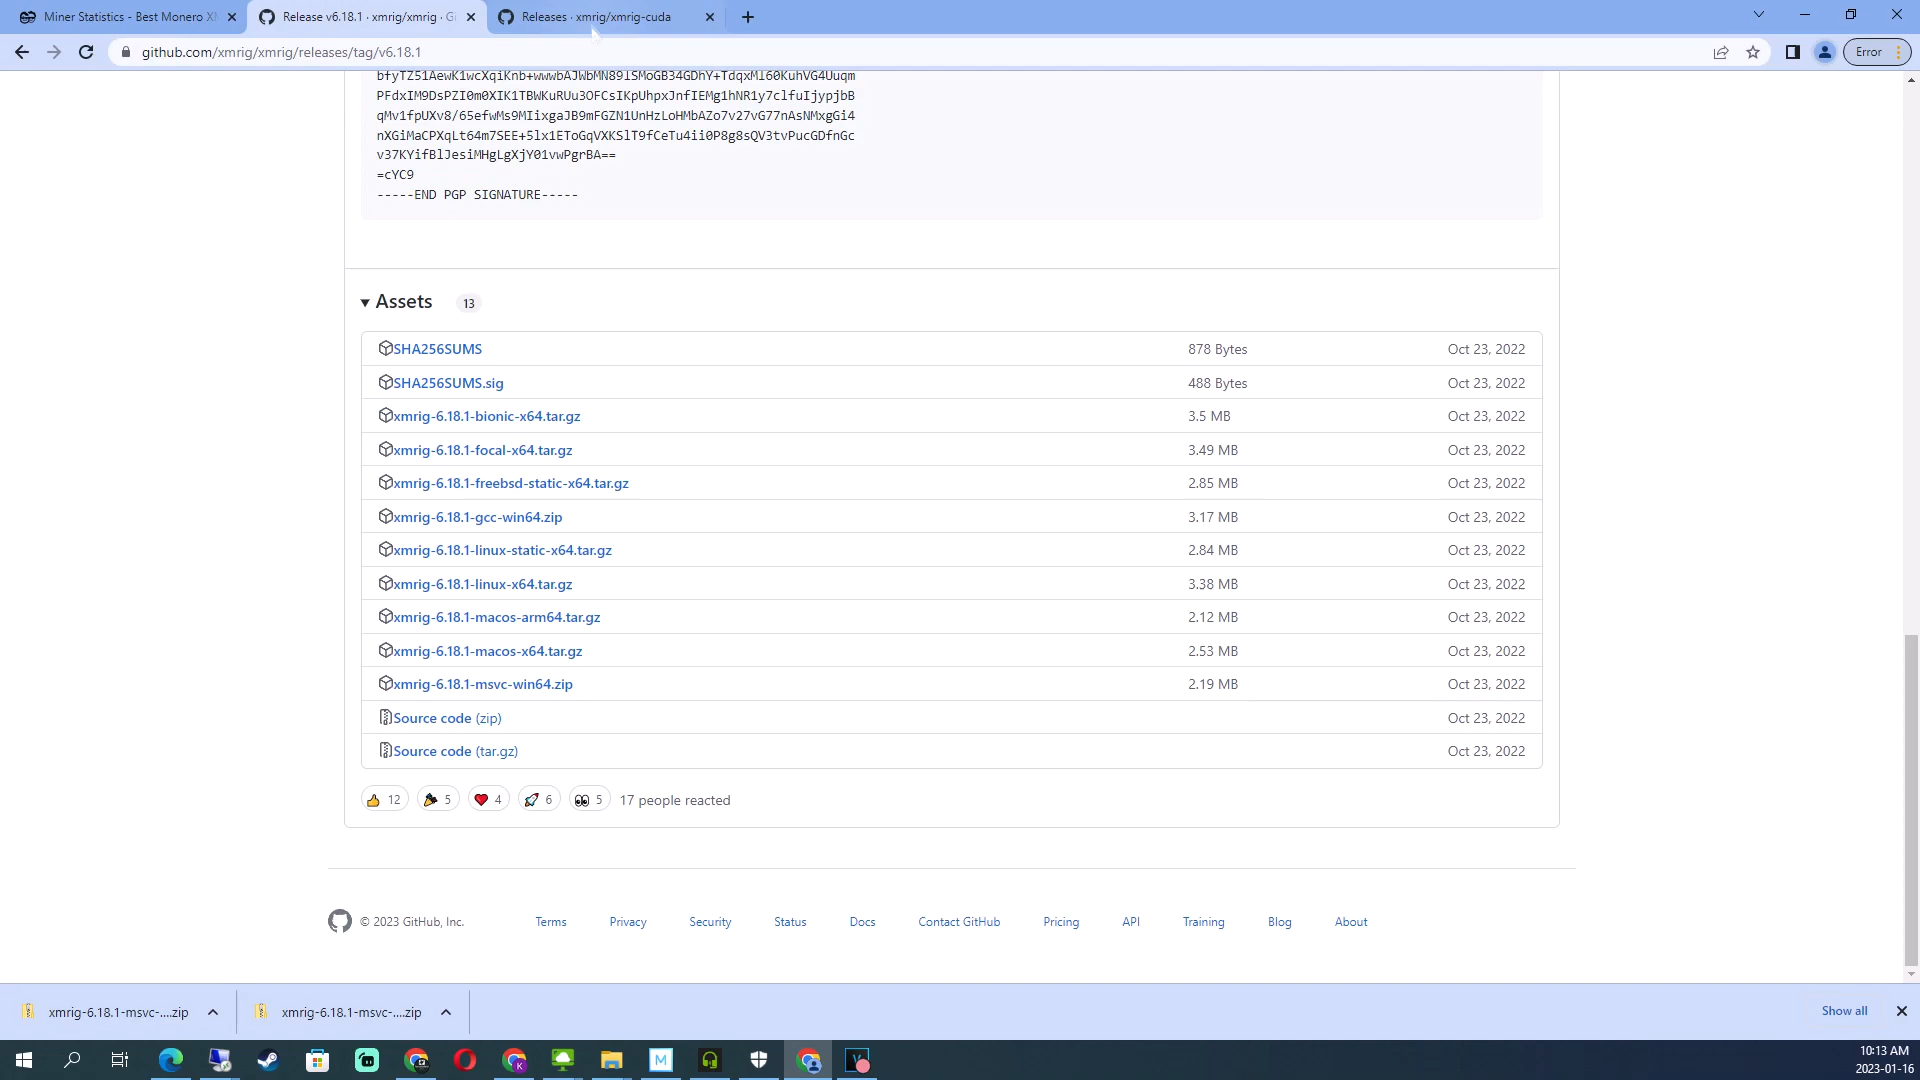 Miner Statistics - Best Monero XM
Release v6.18.1 · xmrig/xmrig · Gi
Releases · xmrig/xmrig-cuda
github.com/xmrig/xmrig/releases/tag/v6.18.1
Error
bfyTZ51AewK1wcXqiKnb+wwwbAJWbMN89lSMoGB34GDhY+TdqxMl60KuhVG4Uuqm
PFdxIM9DsPZI0m0XIK1TBWKuRUu3OFCsIKpUhpxJnfIEMg1hNR1y7clfuIjypjbB
qMv1fpUXv8/65efwMs9MIixgaJB9mFGZN1UnHzLoHMbAZo7v27vG77nAsNMxgGi4
nXGiMaCPXqLt64m7SEE+5lx1EToGqVXKSlT9fCeTu4ii0P8g8sQV3tvPucGDfnGc
v37KYifBlJesiMHgLgXjY01vwPgrBA==
=cYC9
-----END PGP SIGNATURE-----
Assets 13
SHA256SUMS 878 Bytes Oct 23, 2022
SHA256SUMS.sig 488 Bytes Oct 23, 2022
xmrig-6.18.1-bionic-x64.tar.gz 3.5 MB Oct 23, 2022
xmrig-6.18.1-focal-x64.tar.gz 3.49 MB Oct 23, 2022
xmrig-6.18.1-freebsd-static-x64.tar.gz 2.85 MB Oct 23, 2022
xmrig-6.18.1-gcc-win64.zip 3.17 MB Oct 23, 2022
xmrig-6.18.1-linux-static-x64.tar.gz 2.84 MB Oct 23, 2022
xmrig-6.18.1-linux-x64.tar.gz 3.38 MB Oct 23, 2022
xmrig-6.18.1-macos-arm64.tar.gz 2.12 MB Oct 23, 2022
xmrig-6.18.1-macos-x64.tar.gz 2.53 MB Oct 23, 2022
xmrig-6.18.1-msvc-win64.zip 2.19 MB Oct 23, 2022
Source code (zip) Oct 23, 2022
Source code (tar.gz) Oct 23, 2022
12 5 4 6 5 17 people reacted
© 2023 GitHub, Inc. Terms Privacy Security Status Docs Contact GitHub Pricing API Training Blog About
xmrig-6.18.1-msvc-....zip xmrig-6.18.1-msvc-....zip Show all
10:13 AM
2023-01-16